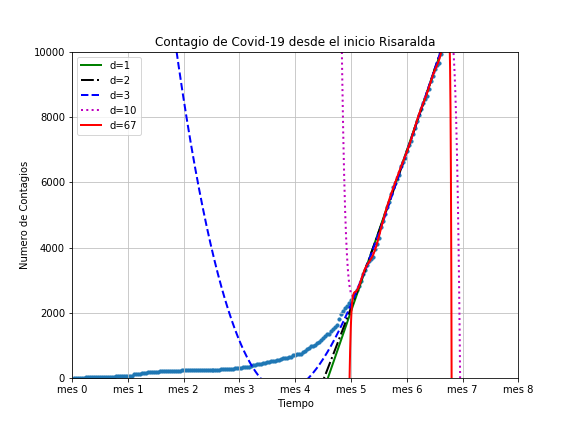 Contagio de Covid-19 desde el inicio Risaralda
10000
8000
6000
4000
2000
0
Numero de Contagios
d=1
d=2
d=3
d=10
d=67
mes 0 mes 1 mes 2 mes 3 mes 4 mes 5 mes 6 mes 7 mes 8
Tiempo